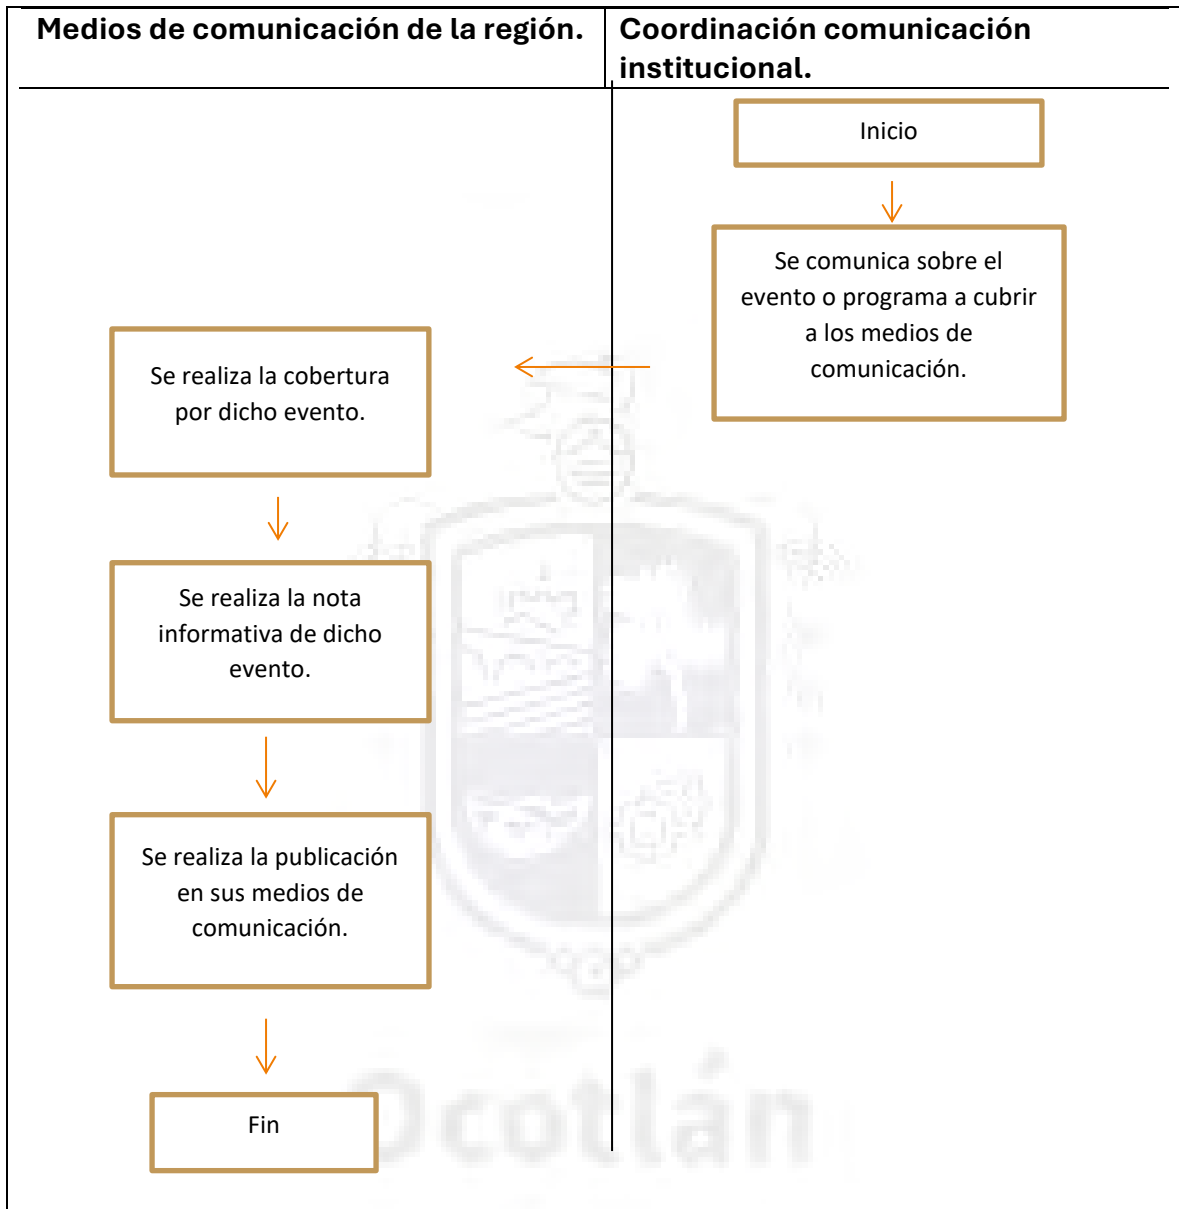 Medios de comunicación de la región.
Coordinación comunicación
institucional.
Inicio
Se comunica sobre el
evento o programa a cubrir
a los medios de
comunicación.
Se realiza la cobertura
por dicho evento.
Se realiza la nota
informativa de dicho
evento.
Se realiza la publicación
en sus medios de
comunicación.
Fin
Ocotlán